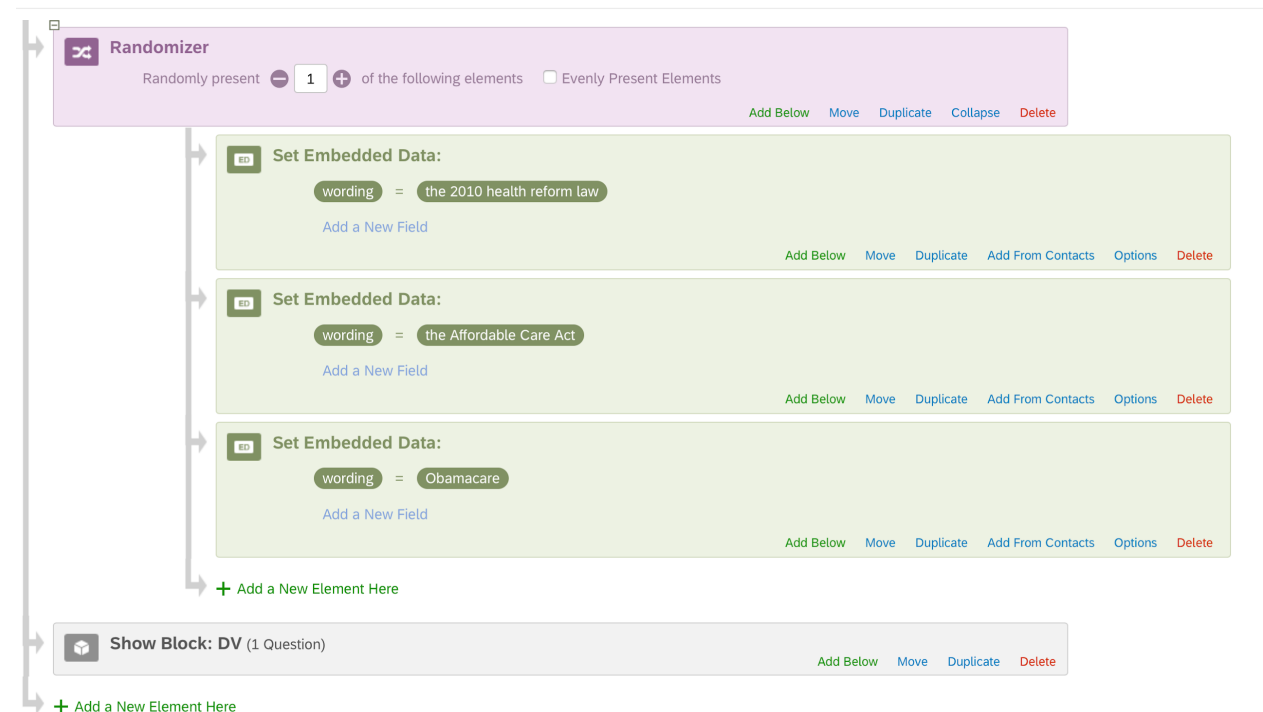 Randomizer
Randomly present 1 of the following elements Evenly Present Elements
Add Below Move Duplicate Collapse Delete
ED Set Embedded Data:
wording = the 2010 health reform law
Add a New Field
Add Below Move Duplicate Add From Contacts Options Delete
ED Set Embedded Data:
wording = the Affordable Care Act
Add a New Field
Add Below Move Duplicate Add From Contacts Options Delete
ED Set Embedded Data:
wording = Obamacare
Add a New Field
Add Below Move Duplicate Add From Contacts Options Delete
+ Add a New Element Here
Show Block: DV (1 Question)
Add Below Move Duplicate Delete
+ Add a New Element Here